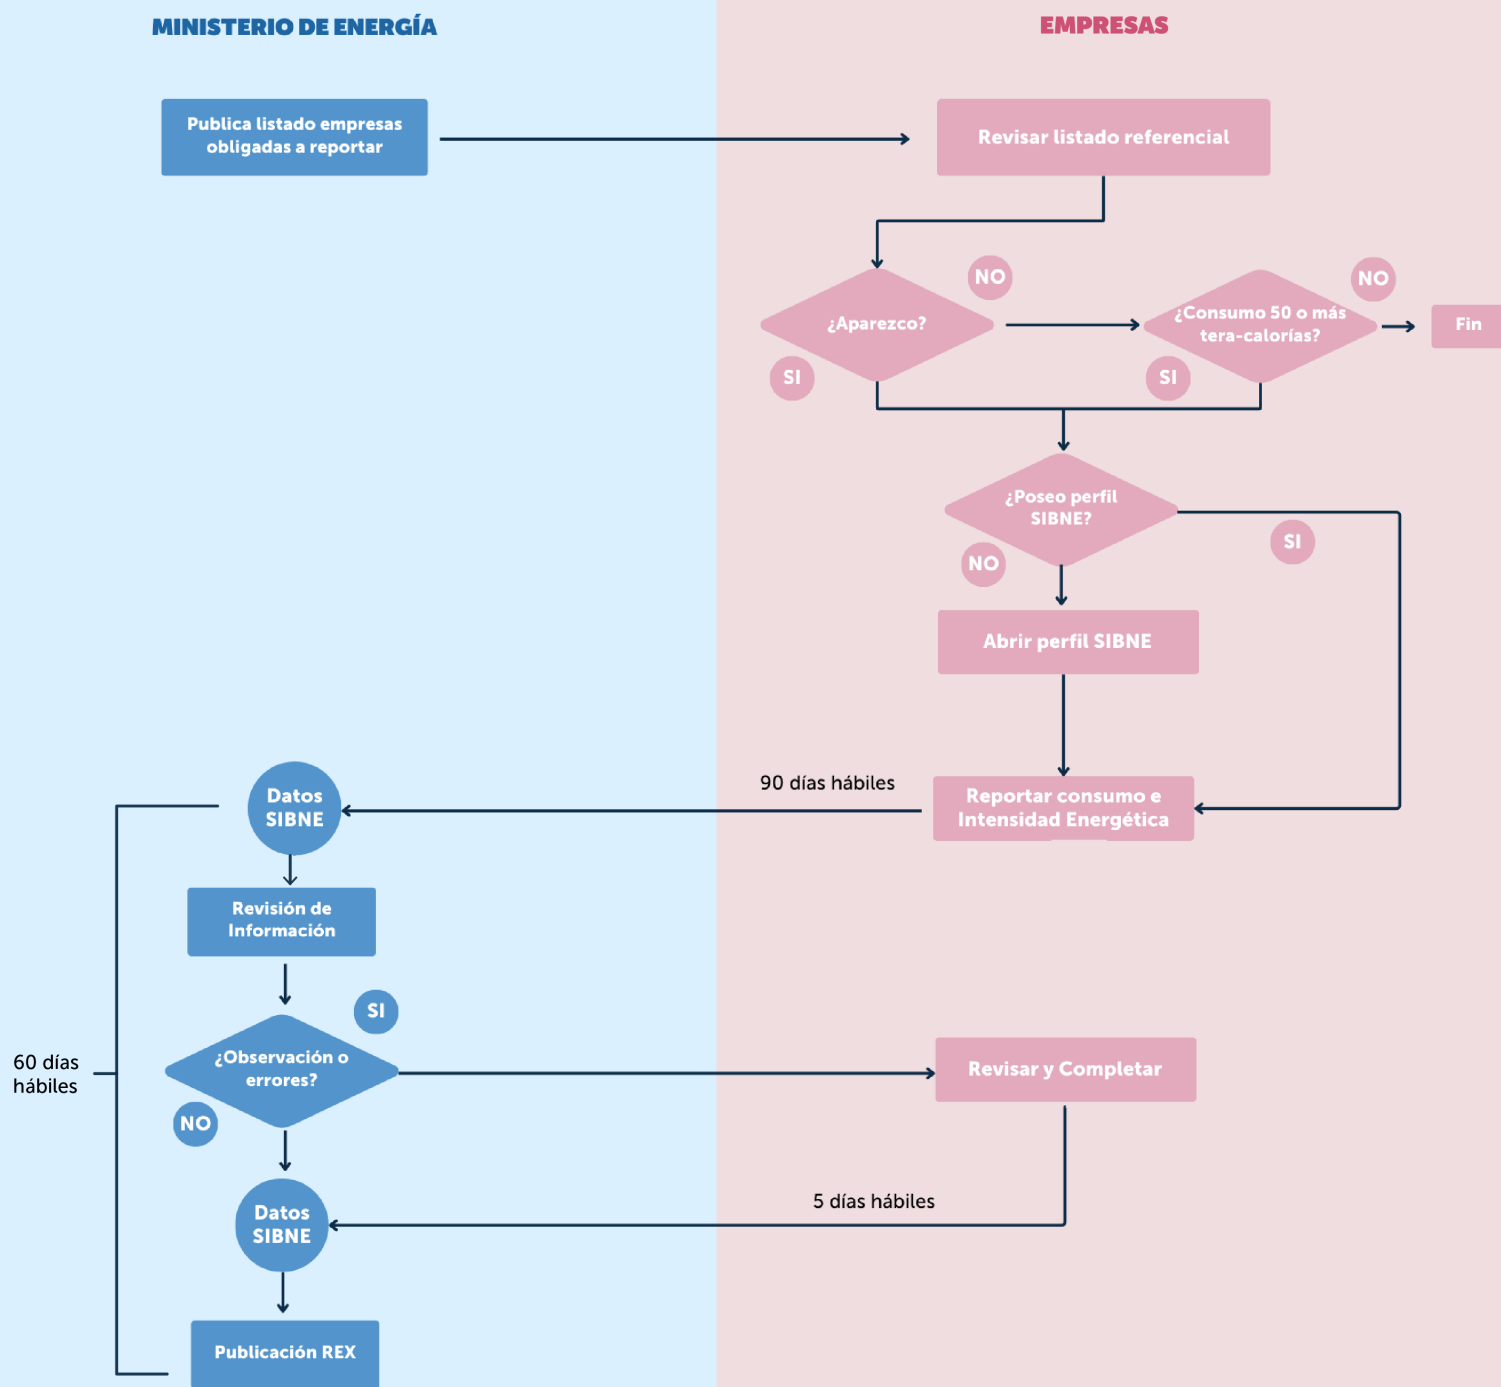 MINISTERIO DE ENERGÍA
EMPRESAS
Publica listado empresas
obligadas a reportar
Revisar listado referencial
NO
NO
¿Aparezco?
¿Consumo 50 o más
tera-calorías?
Fin
SI
SI
¿Poseo perfil
SIBNE?
SI
NO
Abrir perfil SIBNE
90 días hábiles
Datos
SIBNE
Reportar consumo e
Intensidad Energética
Revisión de
Información
SI
¿Observación o
errores?
60 días
hábiles
Revisar y Completar
NO
5 días hábiles
Datos
SIBNE
Publicación REX